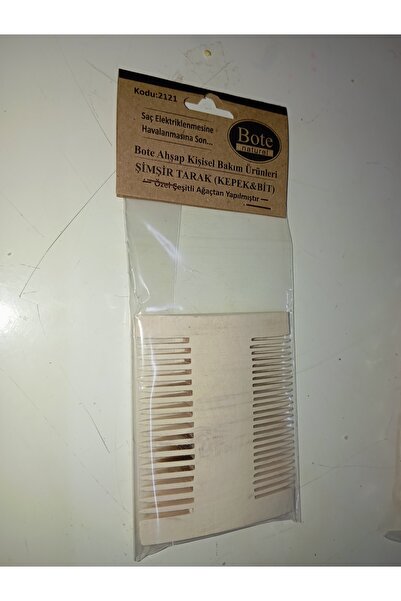 Kodu:2121
Saç Elektriklenmesine
Havalanmasına Son...
Bote
naturel
Bote Ahşap Kişisel Bakım Ürünleri
ŞİMŞİR TARAK (KEPEK&BİT)
Özel Çeşitli Ağaçtan Yapılmıştır